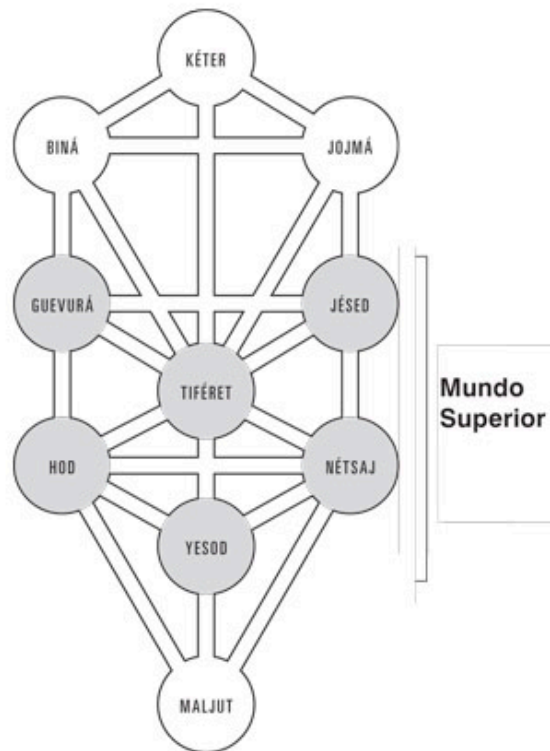 KÉTER
BINÁ
JOJMÁ
GUEVURÁ
JÉSED
TIFÉRET
Mundo
Superior
HOD
NÉTSAJ
YESOD
MALJUT